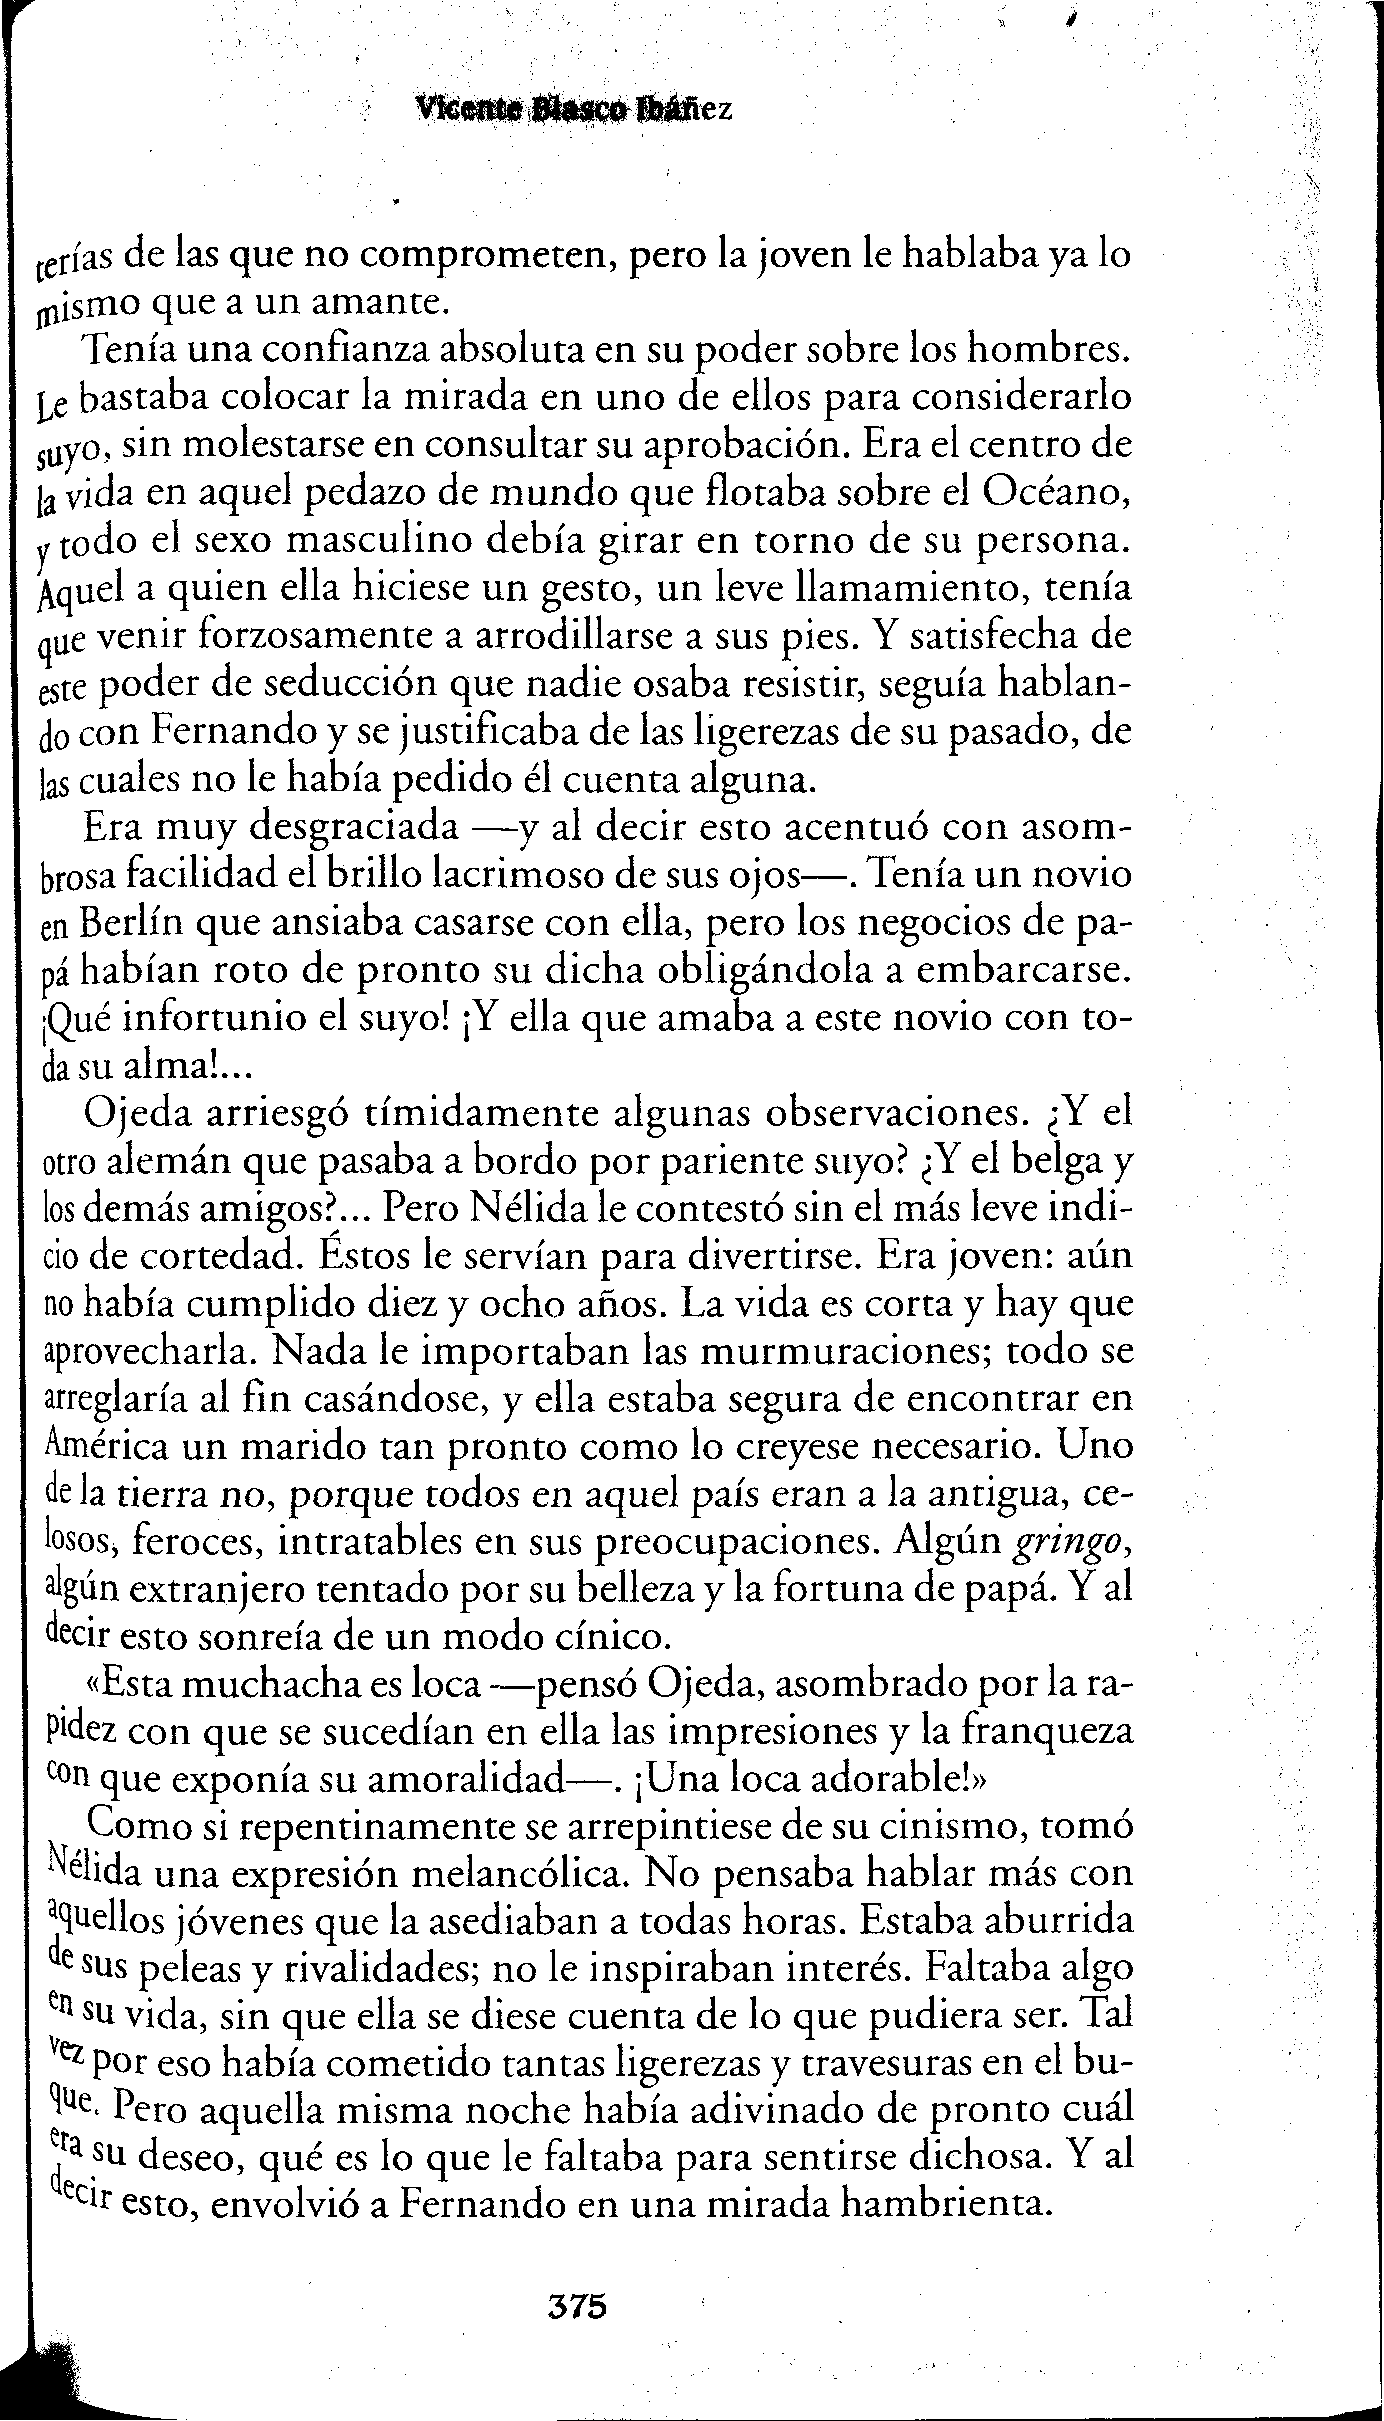 Vicente Blasco Ibáñez
terías de las que no comprometen, pero la joven le hablaba ya lo
mismo que a un amante.
Tenía una confianza absoluta en su poder sobre los hombres.
Le bastaba colocar la mirada en uno de ellos para considerarlo
suyo, sin molestarse en consultar su aprobación. Era el centro de
la vida en aquel pedazo de mundo que flotaba sobre el Océano,
y todo el sexo masculino debía girar en torno de su persona.
Aquel a quien ella hiciese un gesto, un leve llamamiento, tenía
que venir forzosamente a arrodillarse a sus pies. Y satisfecha de
este poder de seducción que nadie osaba resistir, seguía hablan-
do con Fernando y se justificaba de las ligerezas de su pasado, de
las cuales no le había pedido él cuenta alguna.
Era muy desgraciada —y al decir esto acentuó con asom-
brosa facilidad el brillo lacrimoso de sus ojos—. Tenía un novio
en Berlín que ansiaba casarse con ella, pero los negocios de pa-
pá habían roto de pronto su dicha obligándola a embarcarse.
¡Qué infortunio el suyo! ¡Y ella que amaba a este novio con to-
da su alma!...
Ojeda arriesgó tímidamente algunas observaciones. ¿Y el
otro alemán que pasaba a bordo por pariente suyo? ¿Y el belga y
los demás amigos?... Pero Nélida le contestó sin el más leve indi-
cio de cortedad. Éstos le servían para divertirse. Era joven: aún
no había cumplido diez y ocho años. La vida es corta y hay que
aprovecharla. Nada le importaban las murmuraciones; todo se
arreglaría al fin casándose, y ella estaba segura de encontrar en
América un marido tan pronto como lo creyese necesario. Uno
de la tierra no, porque todos en aquel país eran a la antigua, ce-
losos, feroces, intratables en sus preocupaciones. Algún gringo,
algún extranjero tentado por su belleza y la fortuna de papá. Y al
decir esto sonreía de un modo cínico.
«Esta muchacha es loca —pensó Ojeda, asombrado por la ra-
pidez con que se sucedían en ella las impresiones y la franqueza
con que exponía su amoralidad—. ¡Una loca adorable!»
Como si repentinamente se arrepintiese de su cinismo, tomó
Nélida una expresión melancólica. No pensaba hablar más con
aquellos jóvenes que la asediaban a todas horas. Estaba aburrida
de sus peleas y rivalidades; no le inspiraban interés. Faltaba algo
en su vida, sin que ella se diese cuenta de lo que pudiera ser. Tal
vez por eso había cometido tantas ligerezas y travesuras en el bu-
que. Pero aquella misma noche había adivinado de pronto cuál
era su deseo, qué es lo que le faltaba para sentirse dichosa. Y al
decir esto, envolvió a Fernando en una mirada hambrienta.
375